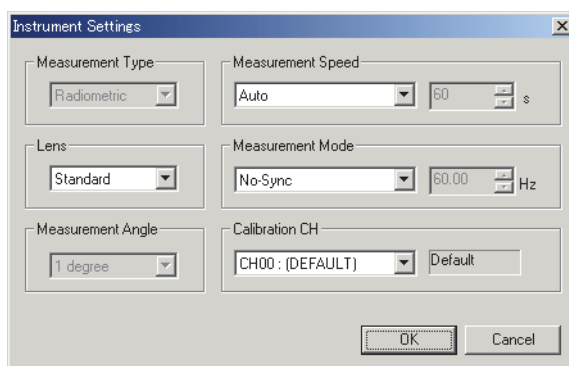 Instrument Settings
Measurement Type
Radiometric
Measurement Speed
Auto
60
s
Lens
Standard
Measurement Mode
No-Sync
60.00
Hz
Measurement Angle
1 degree
Calibration CH
CH00 : (DEFAULT)
Default
OK
Cancel